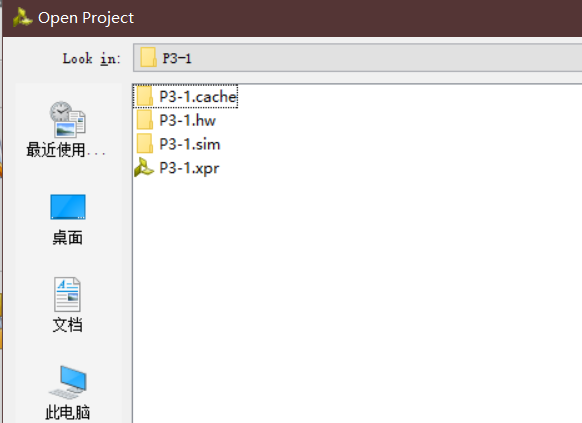 Open Project
Look in: P3-1
P3-1.cache
P3-1.hw
P3-1.sim
P3-1.xpr
最近使用...
桌面
文档
此电脑